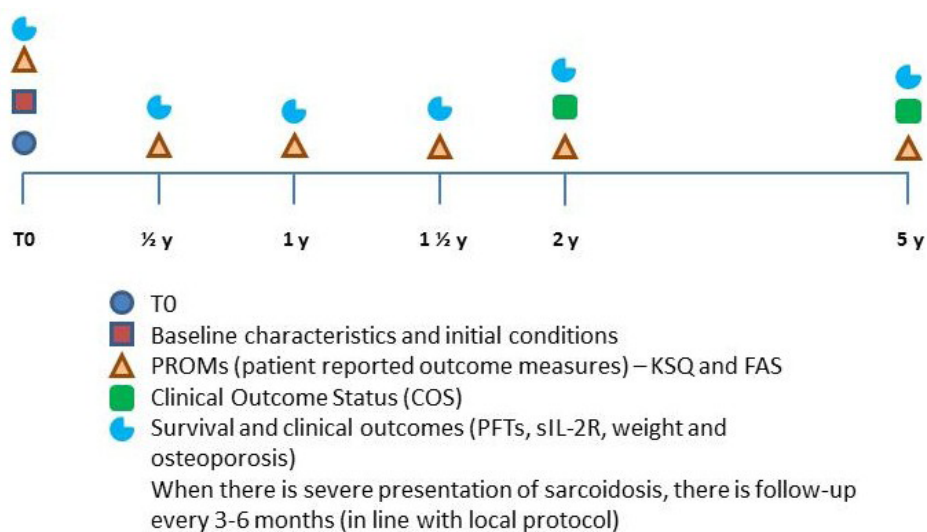 T0 ½ y 1 y 1 ½ y 2 y 5 y
T0
Baseline characteristics and initial conditions
PROMs (patient reported outcome measures) – KSQ and FAS
Clinical Outcome Status (COS)
Survival and clinical outcomes (PFTs, sIL-2R, weight and
osteoporosis)
When there is severe presentation of sarcoidosis, there is follow-up
every 3-6 months (in line with local protocol)